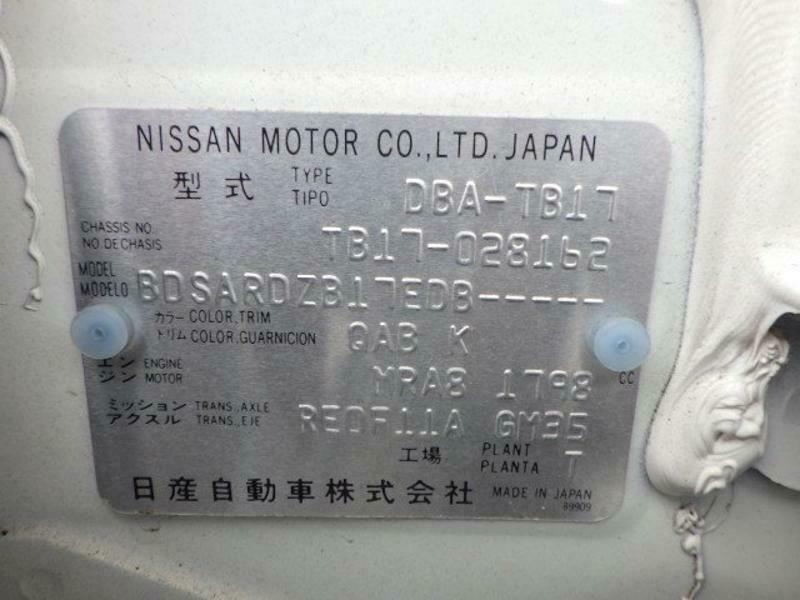 NISSAN MOTOR CO.,LTD. JAPAN
型式 TYPE TIPO DBA-TB17
CHASSIS NO. NO.DE CHASIS TB17-028162
MODEL MODELO BDSARDZB17EDB-----
カラー COLOR,TRIM
トリム COLOR,GUARNICION QAB K
エンジン ENGINE MOTOR MRA8 1798 CC
ミッション TRANS.,AXLE
アクスル TRANS.,EJE RE0F11A GM35
工場 PLANT PLANTA T
日産自動車株式会社 MADE IN JAPAN
89909